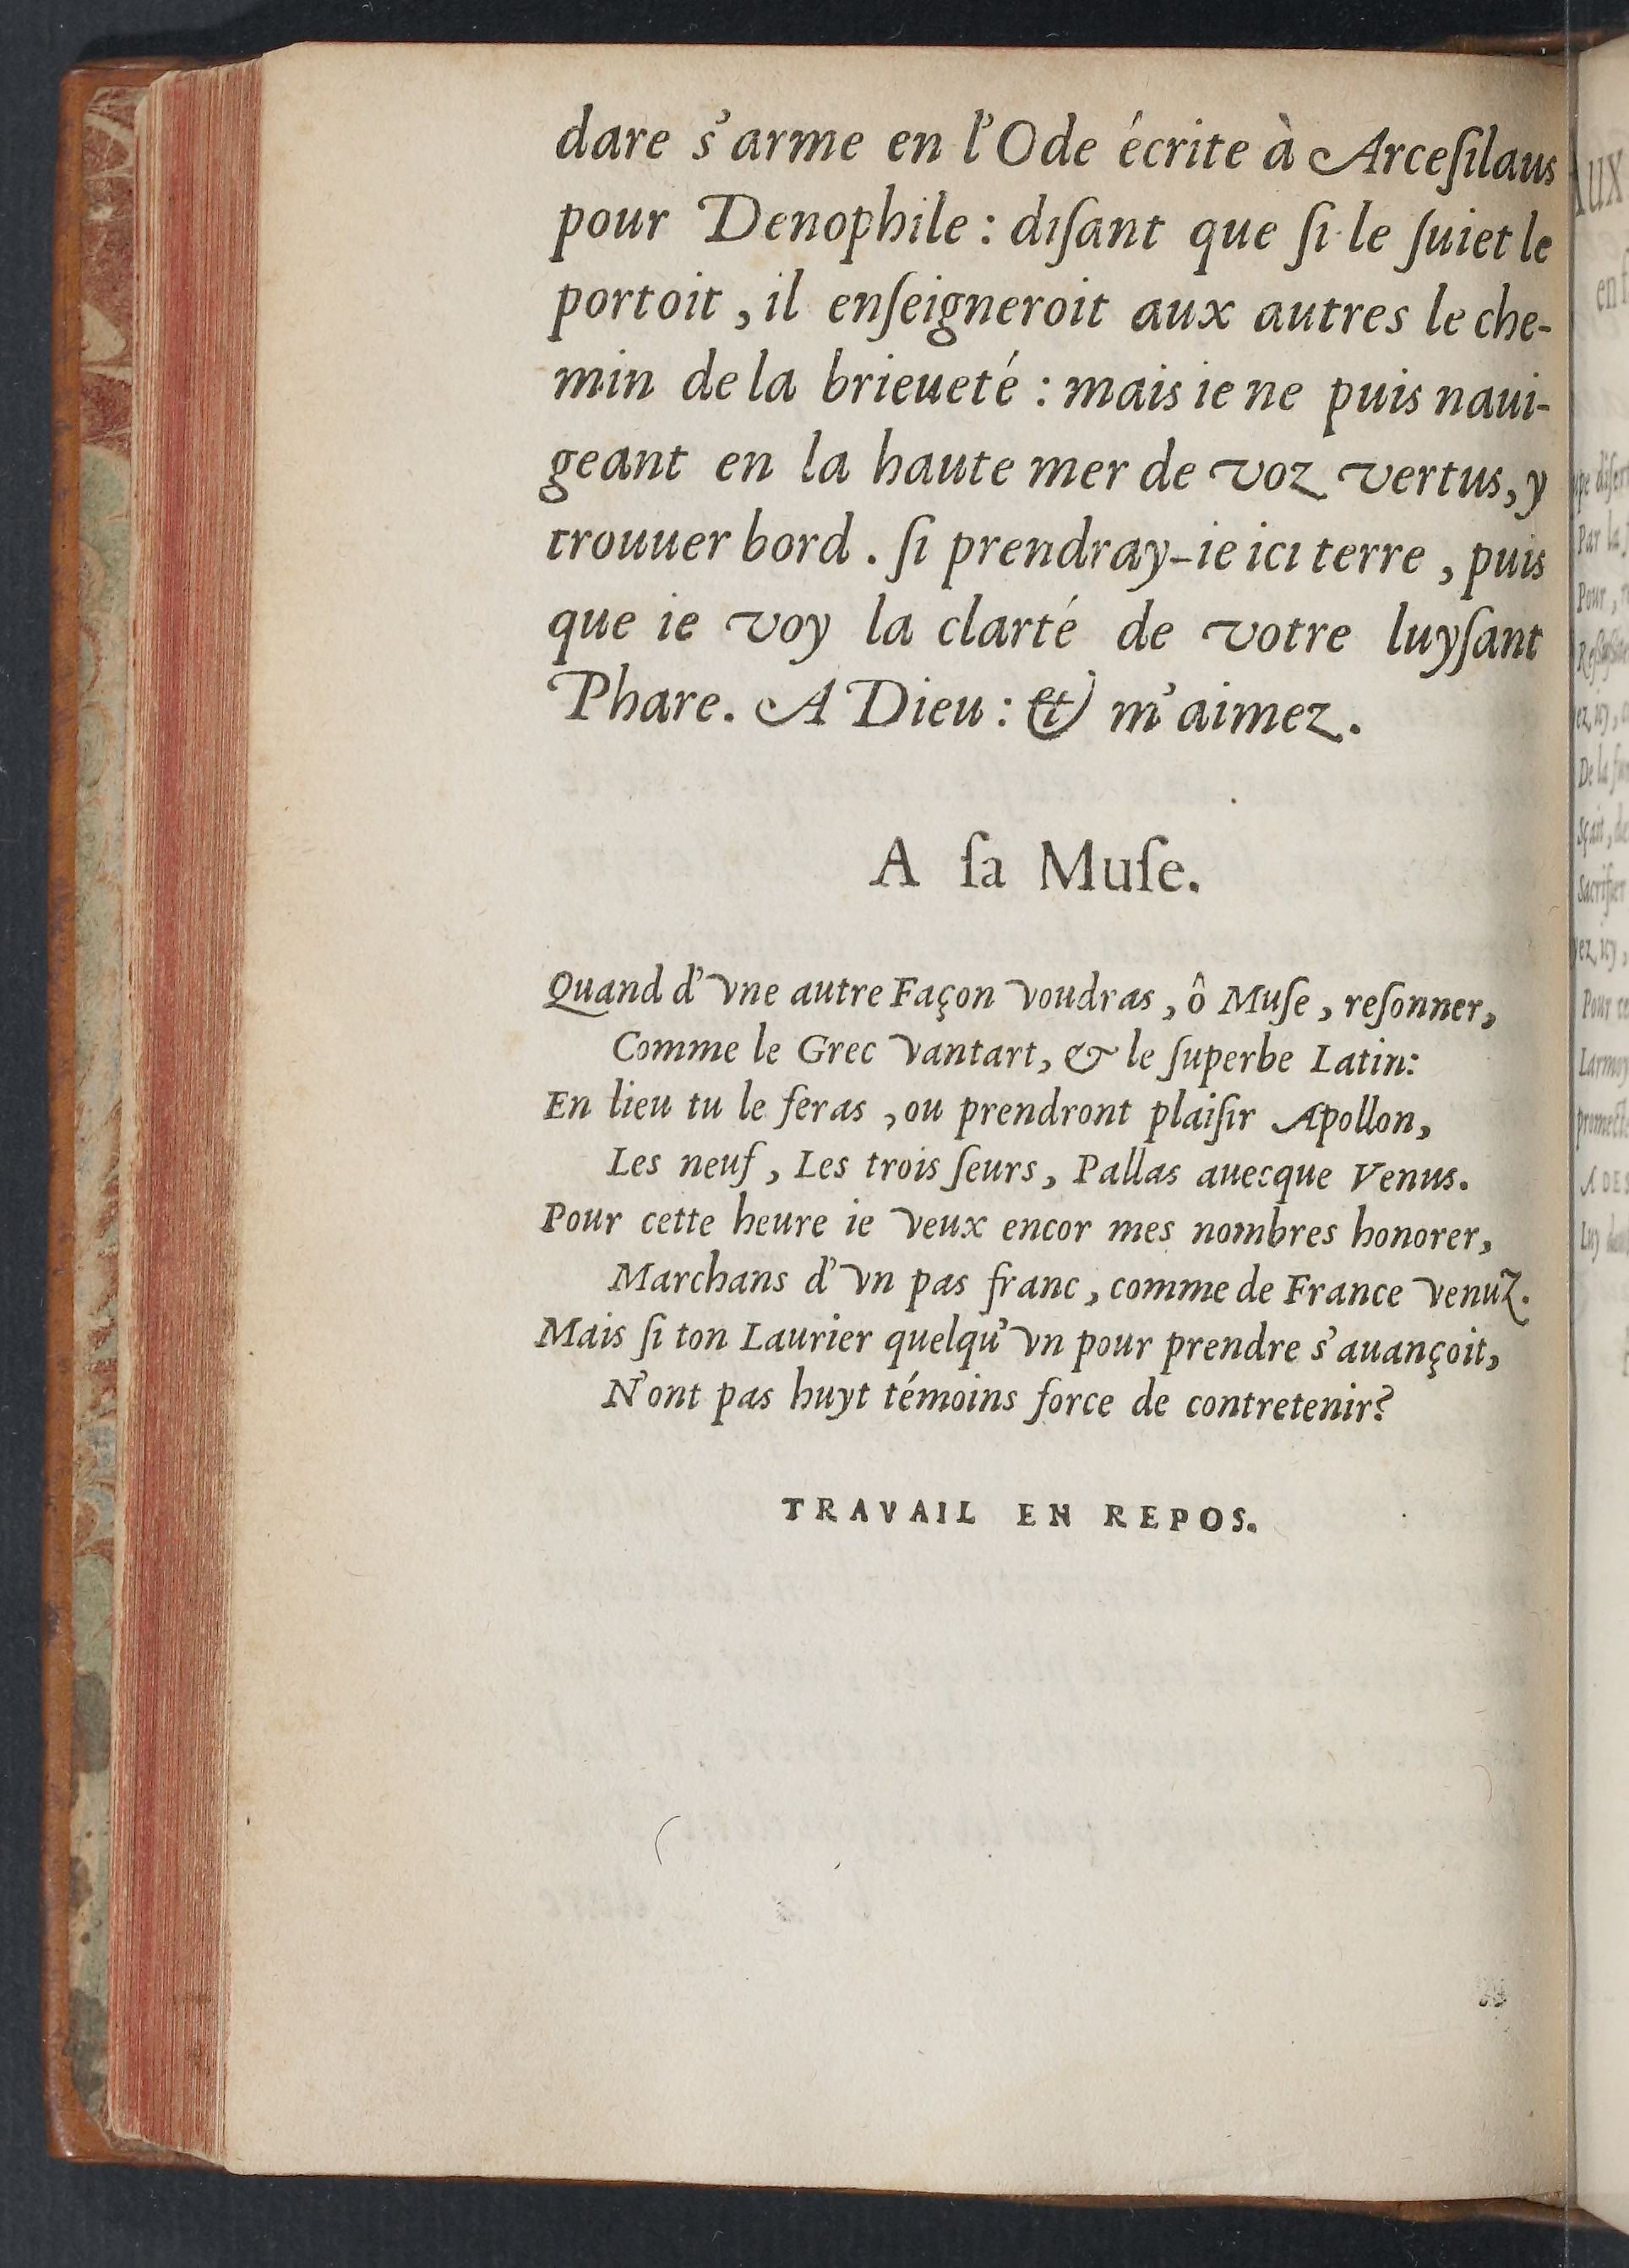 dare s'arme en l'Ode écrite à Arceſilaus
pour Denophile : diſant que ſi le ſuiet le
portoit, il enſeigneroit aux autres le che-
min de la brieueté : mais ie ne puis naui-
geant en la haute mer de voz vertus, y
trouuer bord. ſi prendray-ie ici terre, puis
que ie voy la clarté de votre luyſant
Phare. A Dieu : & m'aimez.
A ſa Muſe.
Quand d'vne autre Façon voudras, ô Muſe, reſonner,
Comme le Grec vantart, & le ſuperbe Latin:
En lieu tu le feras, ou prendront plaiſir Apollon,
Les neuf, Les trois ſeurs, Pallas auecque Venus.
Pour cette heure ie veux encor mes nombres honorer,
Marchans d'vn pas franc, comme de France venuz.
Mais ſi ton Laurier quelqu'vn pour prendre s'auançoit,
N'ont pas huyt témoins force de contretenir?
TRAVAIL EN REPOS.